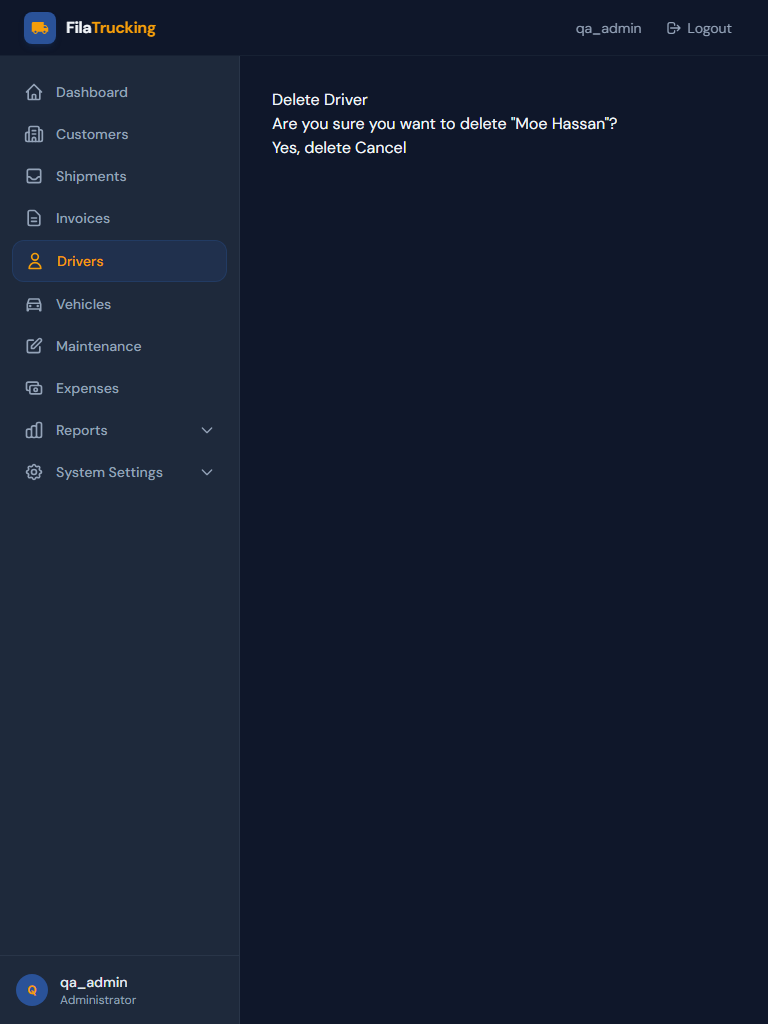 FilaTrucking
qa_admin
Logout
Dashboard
Customers
Shipments
Invoices
Drivers
Vehicles
Maintenance
Expenses
Reports
System Settings
Delete Driver
Are you sure you want to delete "Moe Hassan"?
Yes, delete Cancel
Q
qa_admin
Administrator